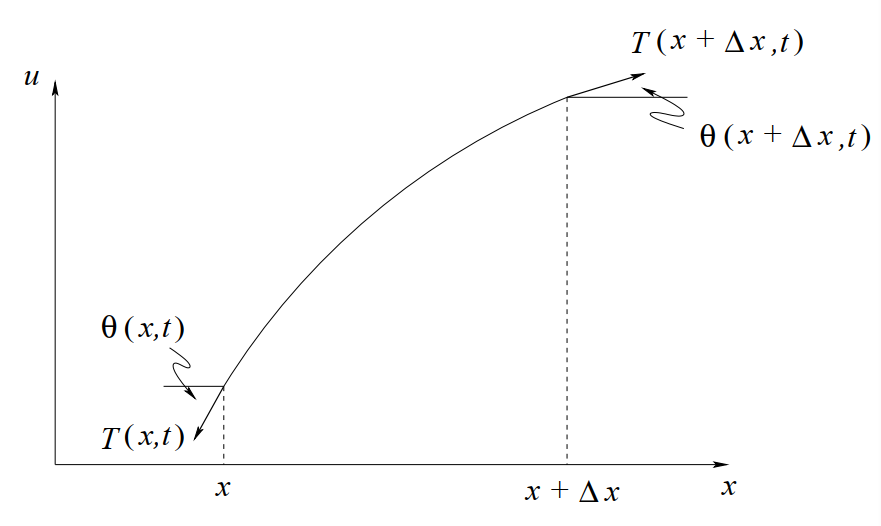 T(x + Δx,t)
u
θ(x + Δx,t)
θ(x,t)
T(x,t)
x
x + Δx
x